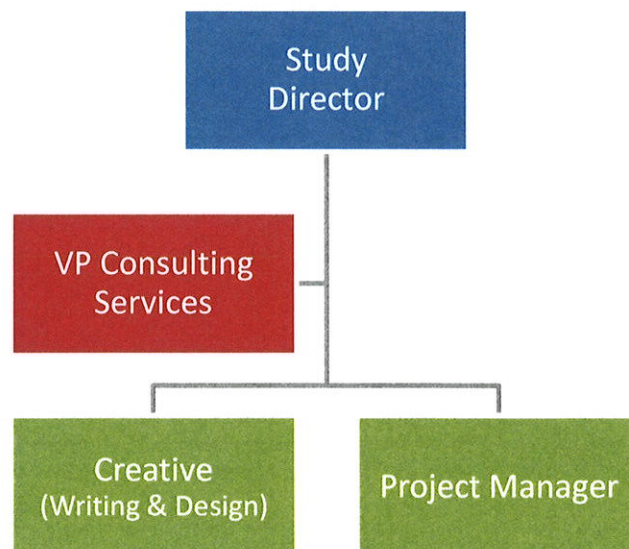 Study
Director
VP Consulting
Services
Creative
(Writing & Design)
Project Manager